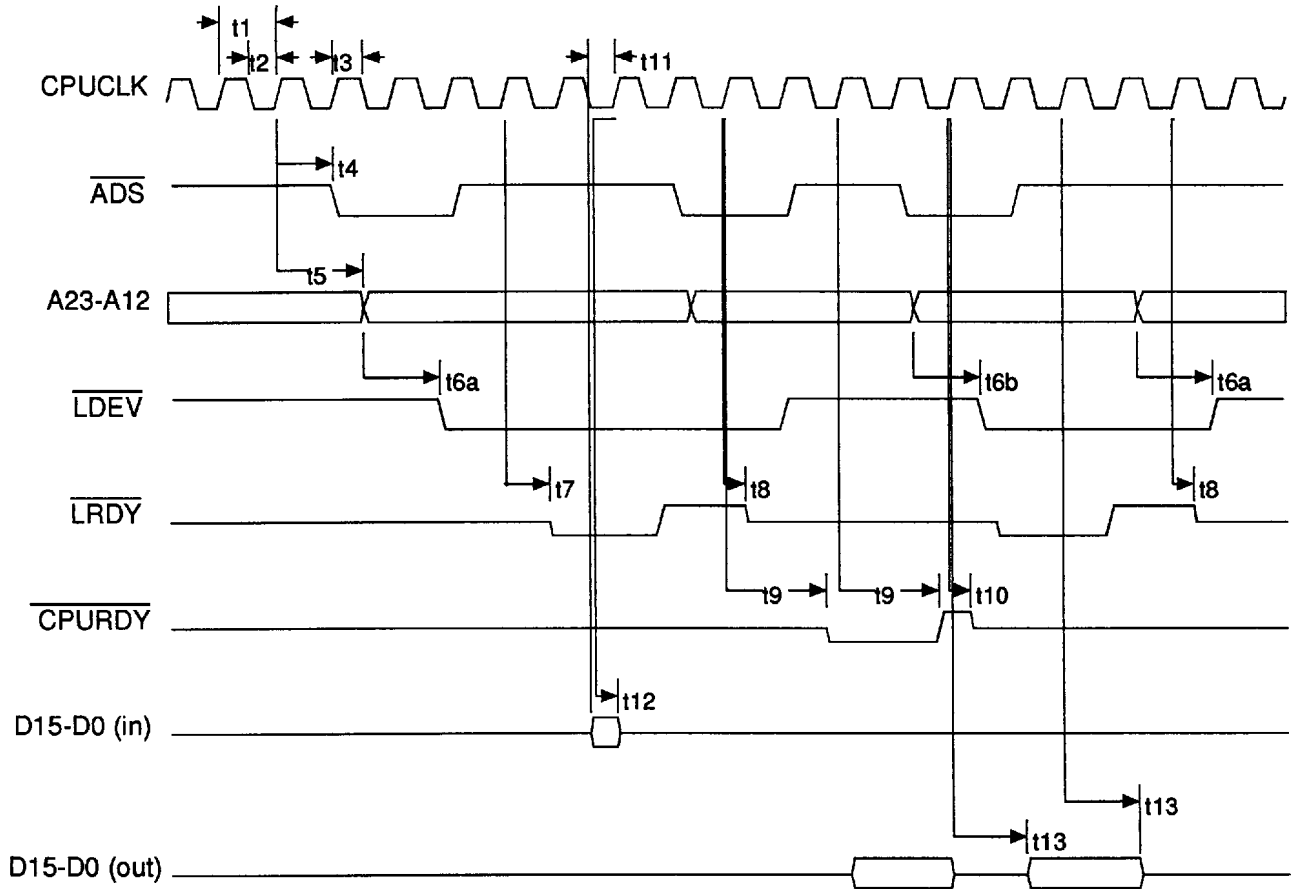 t1
t2
t3
t11
CPUCLK
t4
ADS
t5
A23-A12
t6a
t6b
t6a
LDEV
t7
t8
t8
LRDY
t9
t9
t10
CPURDY
t12
D15-D0 (in)
t13
t13
D15-D0 (out)